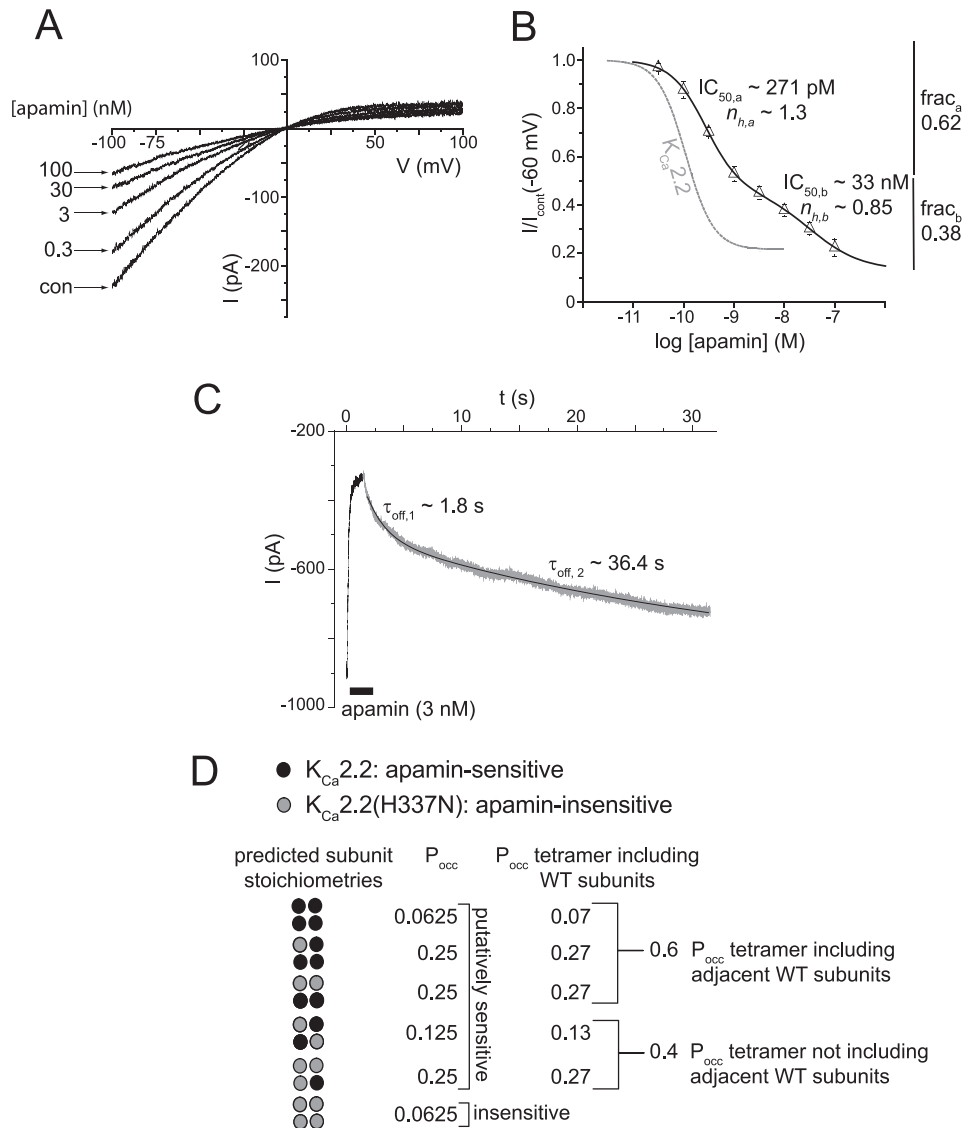 A
[apamin] (nM)
100
30
3
0.3
con
-100
-75
50
100
V (mV)
100
-100
-200
I (pA)
B
I/Icont(-60 mV)
1.0
0.8
0.6
0.4
0.2
0
-11
-10
-9
-8
-7
log [apamin] (M)
KCa2.2
IC50,a ~ 271 pM
nh,a ~ 1.3
IC50,b ~ 33 nM
nh,b ~ 0.85
fraca
0.62
fracb
0.38
C
t (s)
0
10
20
30
-200
-600
-1000
I (pA)
τoff,1 ~ 1.8 s
τoff, 2 ~ 36.4 s
apamin (3 nM)
D
KCa2.2: apamin-sensitive
KCa2.2(H337N): apamin-insensitive
predicted subunit
stoichiometries
Pocc
Pocc tetramer including
WT subunits
0.0625
0.25
0.25
0.125
0.25
0.0625
putatively sensitive
insensitive
0.07
0.27
0.27
0.13
0.27
0.6 Pocc tetramer including
adjacent WT subunits
0.4 Pocc tetramer not including
adjacent WT subunits